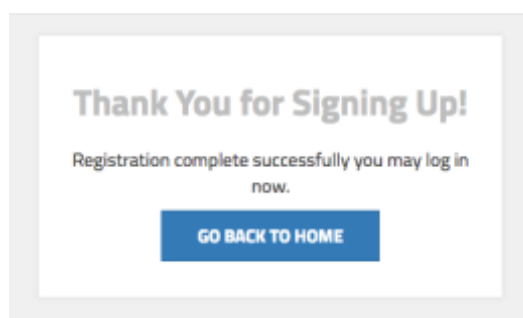 Thank You for Signing Up!
Registration complete successfully you may log in
now.
GO BACK TO HOME